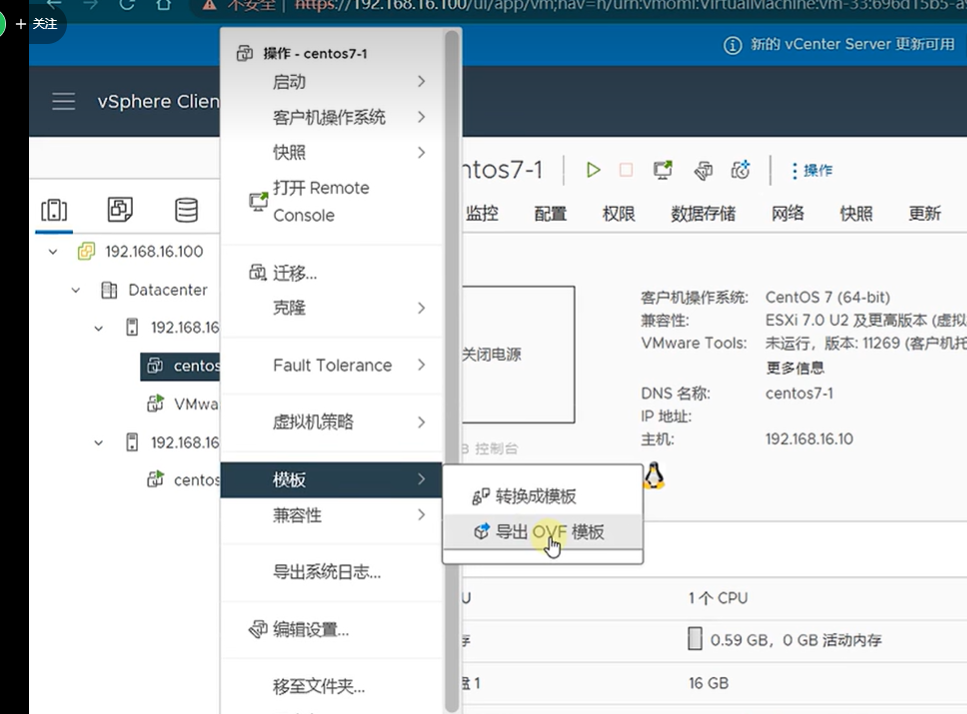 + 关注
不安全 | https://192.168.16.100/ui/app/vm;nav=h/urn:vmomi:VirtualMachine:vm-33:696d15b5-a
新的 vCenter Server 更新可用
vSphere Clien
操作 - centos7-1
启动
客户机操作系统
快照
打开 Remote
Console
迁移...
克隆
Fault Tolerance
虚拟机策略
模板
兼容性
导出系统日志...
编辑设置...
移至文件夹...
转换成模板
导出 OVF 模板
192.168.16.100
Datacenter
192.168.16
centos
VMwa
192.168.16
centos
ntos7-1
操作
监控 配置 权限 数据存储 网络 快照 更新
关闭电源
控制台
客户机操作系统: CentOS 7 (64-bit)
兼容性: ESXi 7.0 U2 及更高版本 (虚拟
VMware Tools: 未运行，版本: 11269 (客户机托
更多信息
DNS 名称: centos7-1
IP 地址:
主机: 192.168.16.10
U 1 个 CPU
存 0.59 GB，0 GB 活动内存
盘 1 16 GB